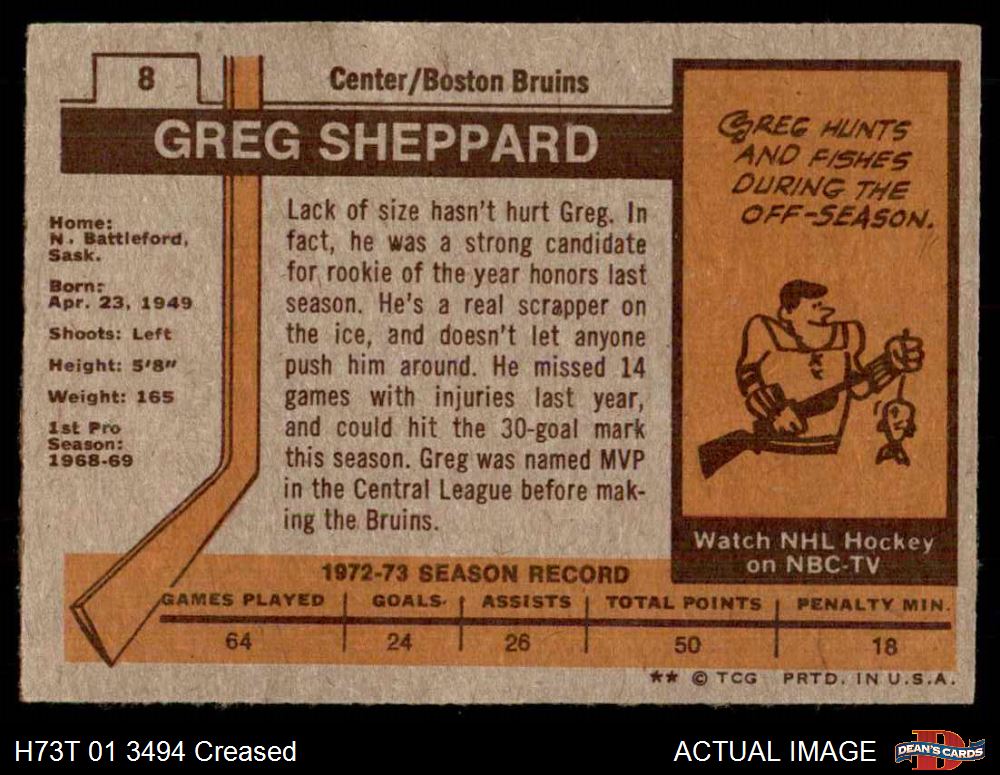 8
Center/Boston Bruins
GREG SHEPPARD
Home:
N. Battleford,
Sask.
Born:
Apr. 23, 1949
Shoots: Left
Height: 5'8"
Weight: 165
1st Pro
Season:
1968-69
Lack of size hasn't hurt Greg. In
fact, he was a strong candidate
for rookie of the year honors last
season. He's a real scrapper on
the ice, and doesn't let anyone
push him around. He missed 14
games with injuries last year,
and could hit the 30-goal mark
this season. Greg was named MVP
in the Central League before mak-
ing the Bruins.
GREG HUNTS
AND FISHES
DURING THE
OFF-SEASON.
Watch NHL Hockey
on NBC-TV
1972-73 SEASON RECORD
GAMES PLAYED GOALS ASSISTS TOTAL POINTS PENALTY MIN.
64 24 26 50 18
** © TCG PRTD. IN U.S.A.
H73T 01 3494 Creased
ACTUAL IMAGE
DEAN'S CARDS